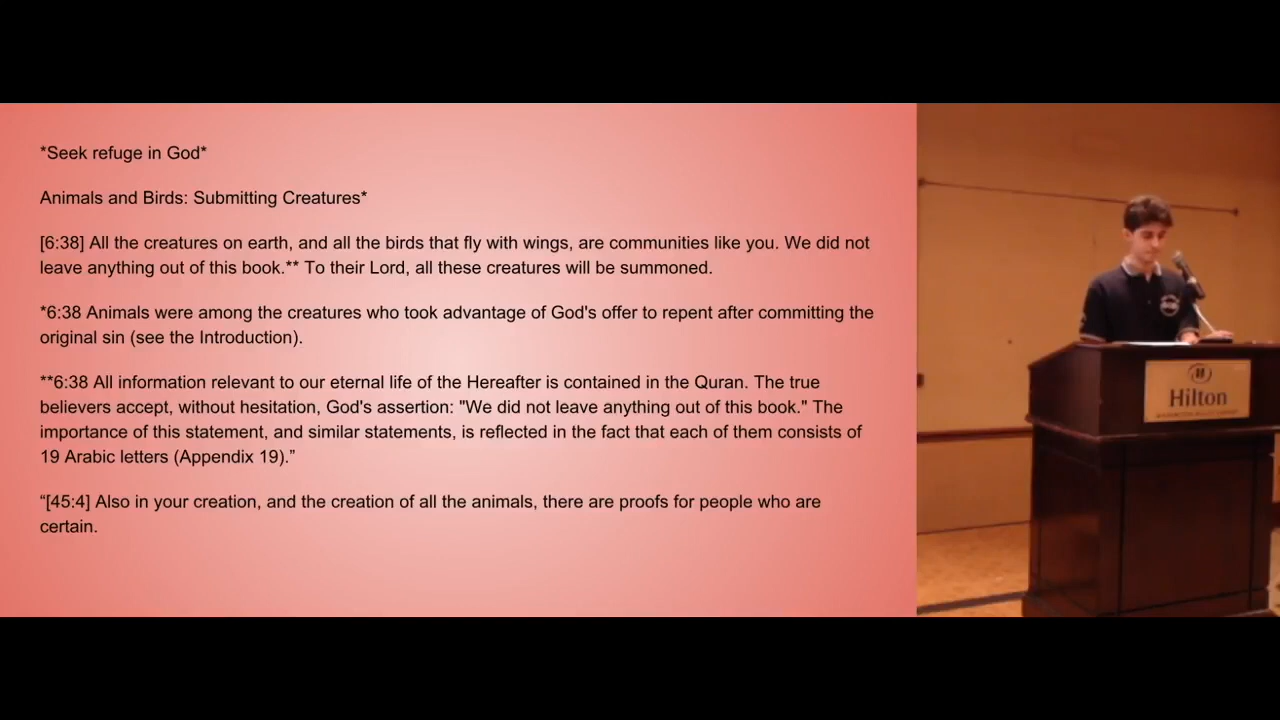 *Seek refuge in God*
Animals and Birds: Submitting Creatures*
[6:38] All the creatures on earth, and all the birds that fly with wings, are communities like you. We did not
leave anything out of this book.** To their Lord, all these creatures will be summoned.
*6:38 Animals were among the creatures who took advantage of God's offer to repent after committing the
original sin (see the Introduction).
**6:38 All information relevant to our eternal life of the Hereafter is contained in the Quran. The true
believers accept, without hesitation, God's assertion: "We did not leave anything out of this book." The
importance of this statement, and similar statements, is reflected in the fact that each of them consists of
19 Arabic letters (Appendix 19).”
“[45:4] Also in your creation, and the creation of all the animals, there are proofs for people who are
certain.
Hilton